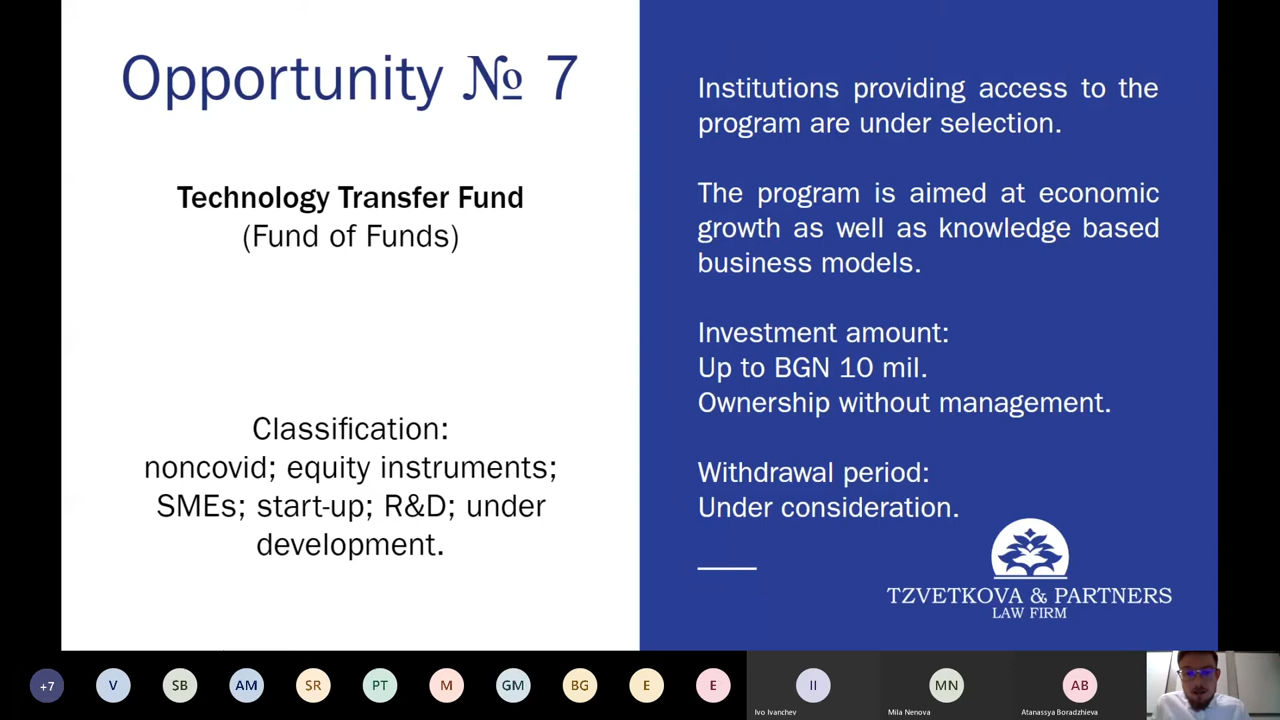 Opportunity № 7
Technology Transfer Fund
(Fund of Funds)
Classification:
noncovid; equity instruments;
SMEs; start-up; R&D; under
development.
Institutions providing access to the
program are under selection.
The program is aimed at economic
growth as well as knowledge based
business models.
Investment amount:
Up to BGN 10 mil.
Ownership without management.
Withdrawal period:
Under consideration.
TZVETKOVA & PARTNERS
LAW FIRM
+7
V
SB
AM
SR
PT
M
GM
BG
E
E
II
Ivo Ivanchev
MN
Mila Nenova
AB
Atanassya Boradzhieva